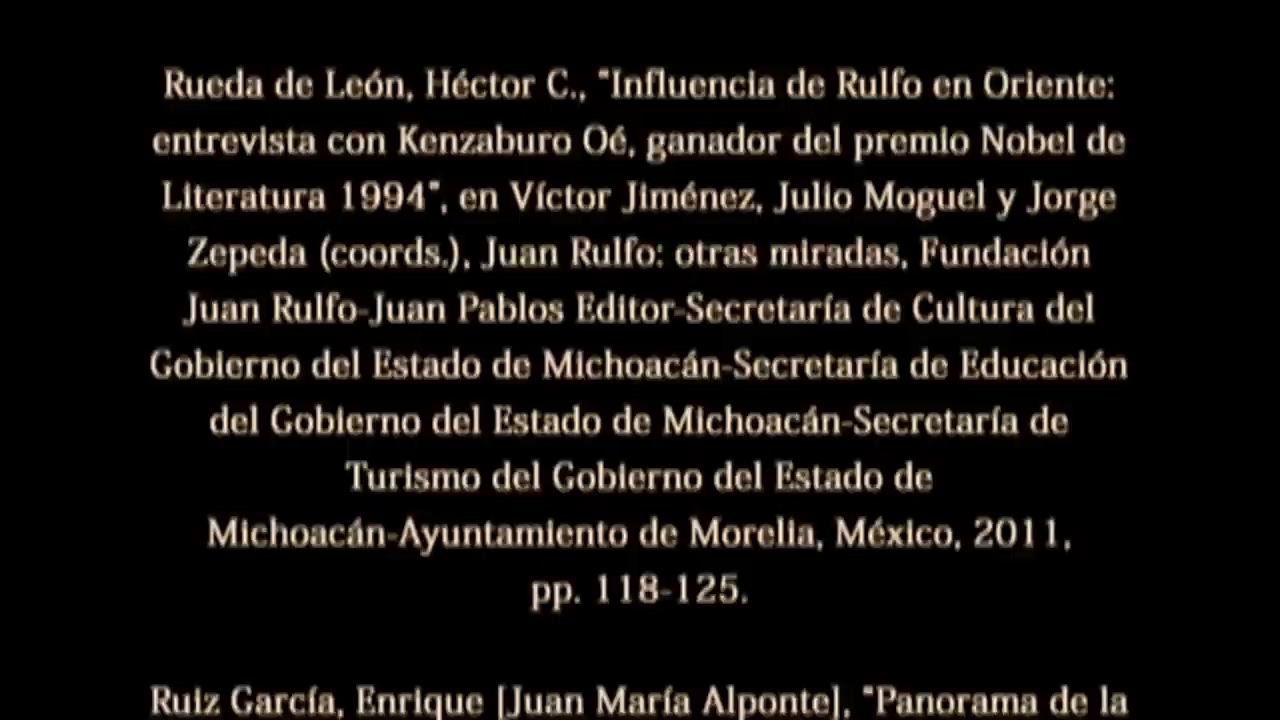 Rueda de León, Héctor C., "Influencia de Rulfo en Oriente:
entrevista con Kenzaburo Oé, ganador del premio Nobel de
Literatura 1994", en Víctor Jiménez, Julio Moguel y Jorge
Zepeda (coords.), Juan Rulfo: otras miradas, Fundación
Juan Rulfo-Juan Pablos Editor-Secretaría de Cultura del
Gobierno del Estado de Michoacán-Secretaría de Educación
del Gobierno del Estado de Michoacán-Secretaría de
Turismo del Gobierno del Estado de
Michoacán-Ayuntamiento de Morelia, México, 2011,
pp. 118-125.
Ruiz García, Enrique [Juan María Alponte], "Panorama de la